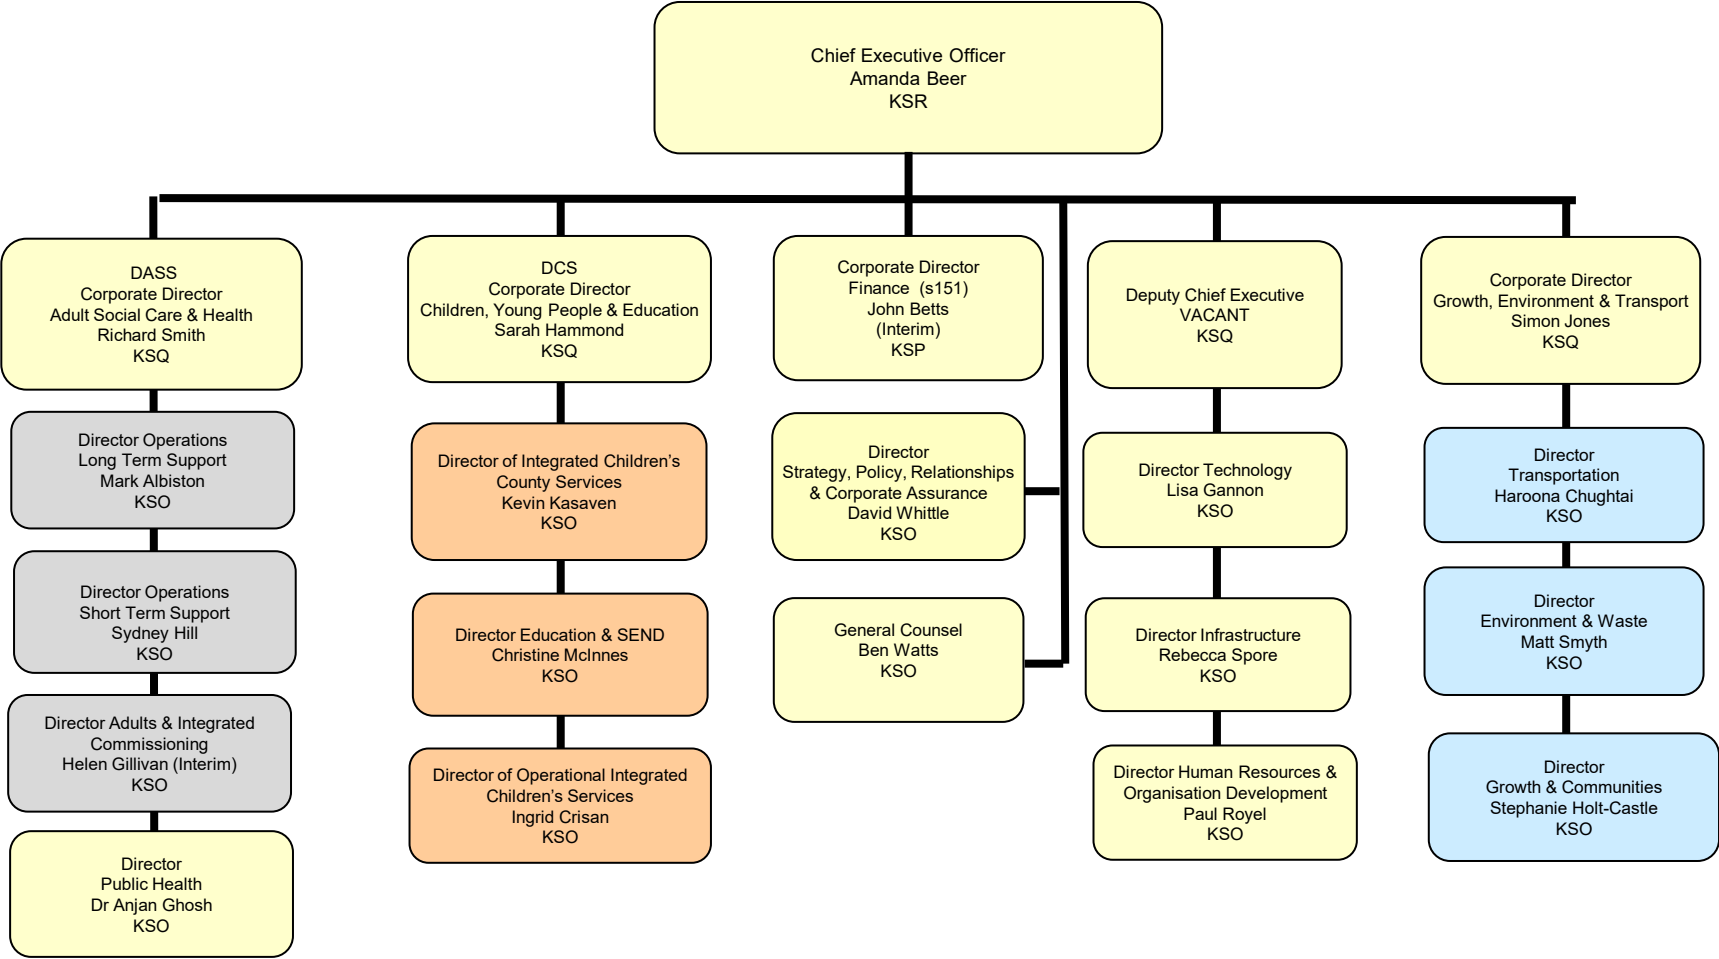 Chief Executive Officer
Amanda Beer
KSR
DASS
Corporate Director
Adult Social Care & Health
Richard Smith
KSQ
Director Operations
Long Term Support
Mark Albiston
KSO
Director Operations
Short Term Support
Sydney Hill
KSO
Director Adults & Integrated
Commissioning
Helen Gillivan (Interim)
KSO
Director
Public Health
Dr Anjan Ghosh
KSO
DCS
Corporate Director
Children, Young People & Education
Sarah Hammond
KSQ
Director of Integrated Children’s
County Services
Kevin Kasaven
KSO
Director Education & SEND
Christine McInnes
KSO
Director of Operational Integrated
Children’s Services
Ingrid Crisan
KSO
Corporate Director
Finance  (s151)
John Betts
(Interim)
KSP
Director
Strategy, Policy, Relationships
& Corporate Assurance
David Whittle
KSO
General Counsel
Ben Watts
KSO
Deputy Chief Executive
VACANT
KSQ
Director Technology
Lisa Gannon
KSO
Director Infrastructure
Rebecca Spore
KSO
Director Human Resources &
Organisation Development
Paul Royel
KSO
Corporate Director
Growth, Environment & Transport
Simon Jones
KSQ
Director
Transportation
Haroona Chughtai
KSO
Director
Environment & Waste
Matt Smyth
KSO
Director
Growth & Communities
Stephanie Holt-Castle
KSO